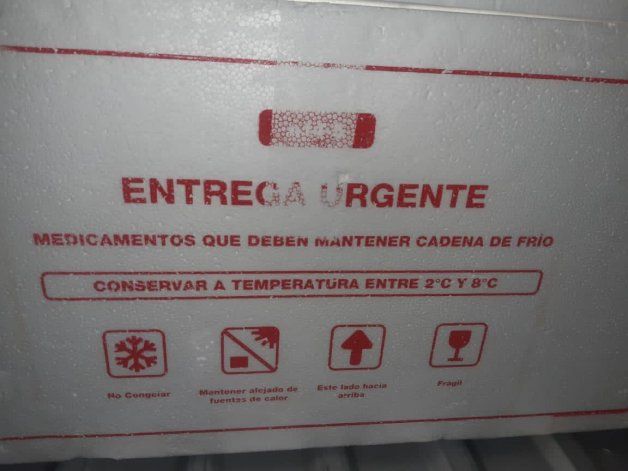 ENTREGA URGENTE
MEDICAMENTOS QUE DEBEN MANTENER CADENA DE FRÍO
CONSERVAR A TEMPERATURA ENTRE 2°C Y 8°C
No Congelar
Mantener alejado de
fuentes de calor
Este lado hacia
arriba
Frágil